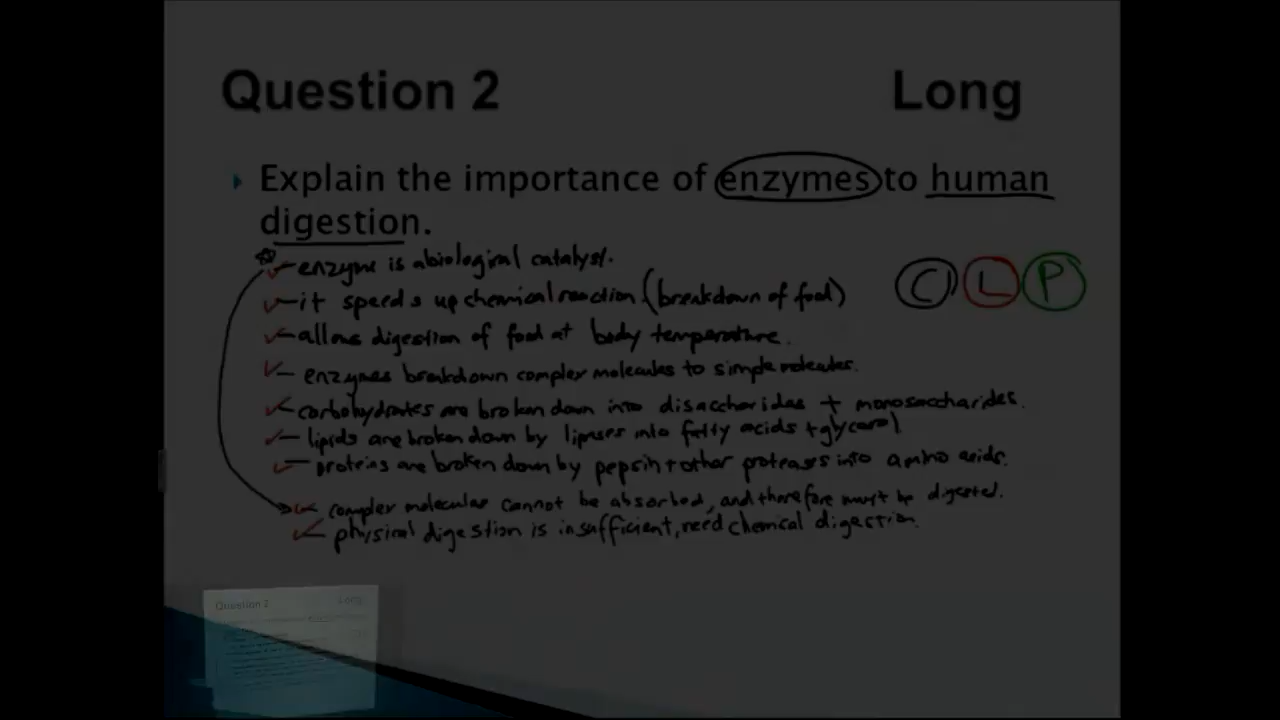 Question 2 Long
Explain the importance of enzymes to human
digestion.
- enzyme is a biological catalyst.
C L P
- it speeds up chemical reaction (breakdown of food)
- allows digestion of food at body temperature.
- enzymes breakdown complex molecules to simple molecules.
- carbohydrates are broken down into disaccharides + monosaccharides.
- lipids are broken down by lipases into fatty acids + glycerol
- proteins are broken down by pepsin + other proteases into amino acids.
- complex molecules cannot be absorbed, and therefore must be digested.
- physical digestion is insufficient, need chemical digestion.
Question 2 Long